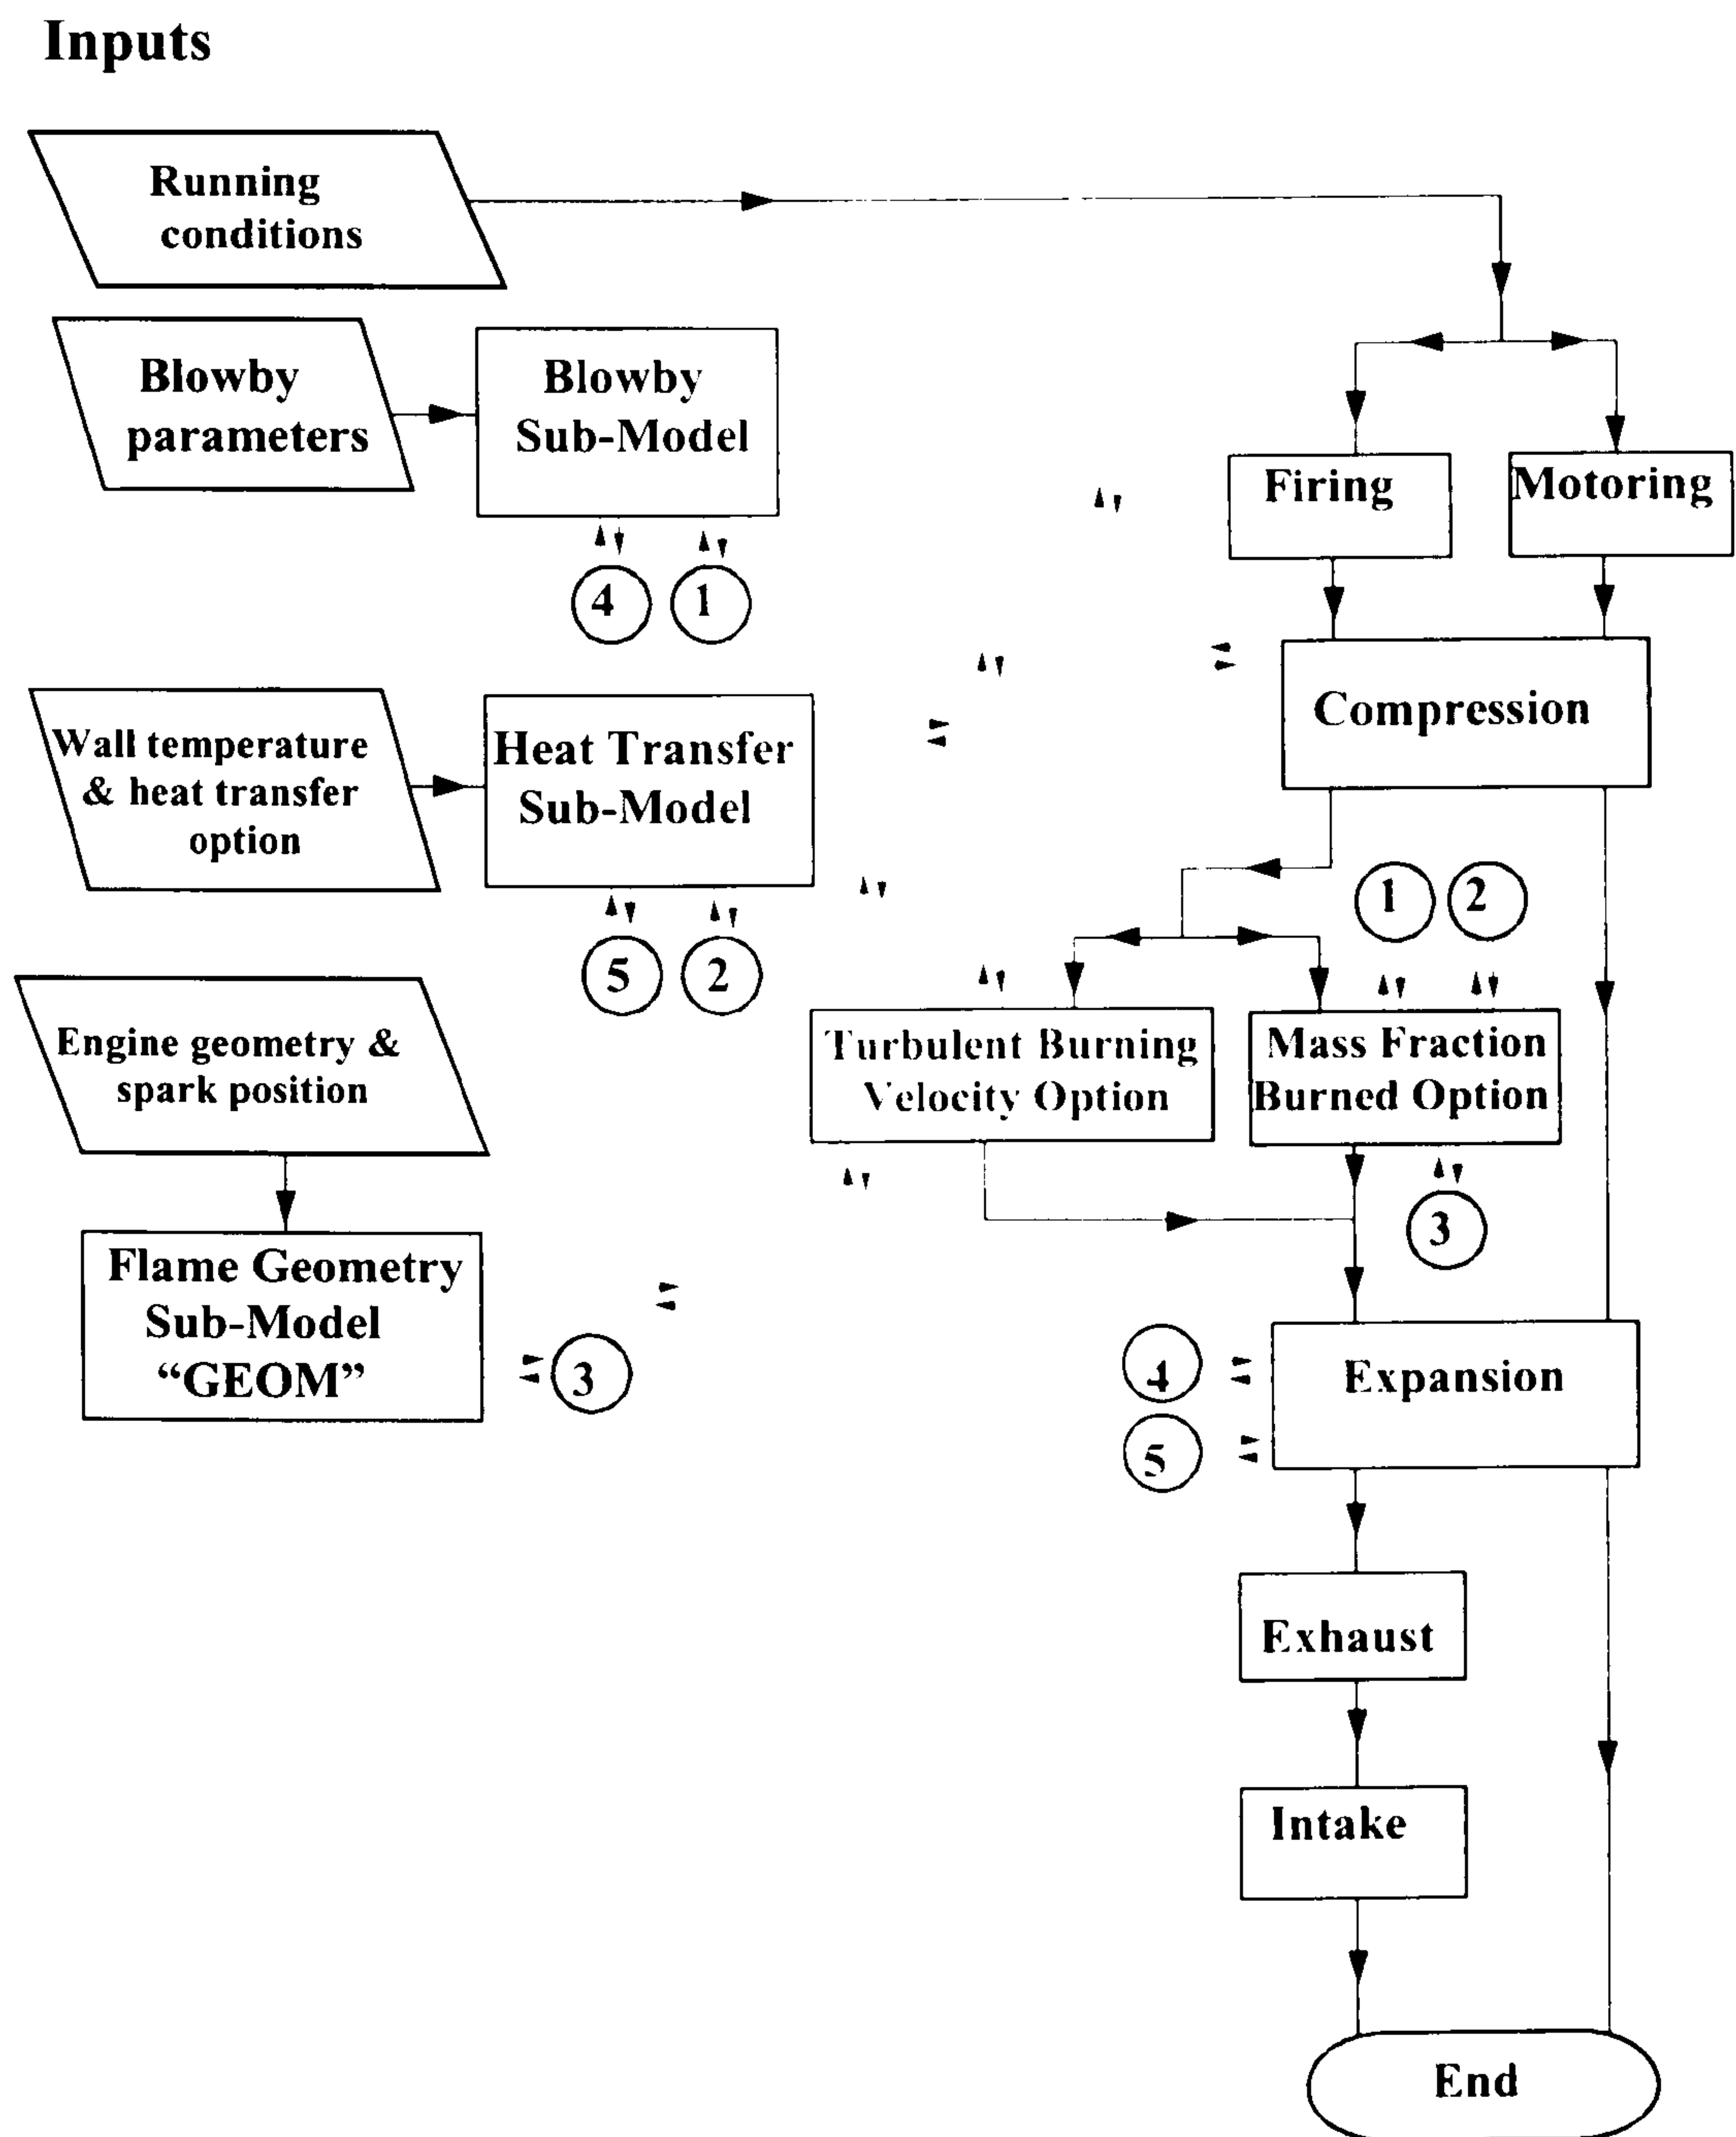 Inputs
Running
conditions
Blowby
parameters
Blowby
Sub-Model
4
1
Firing
Motoring
Wall temperature
& heat transfer
option
Heat Transfer
Sub-Model
5
2
Compression
1
2
Engine geometry &
spark position
Turbulent Burning
Velocity Option
Mass Fraction
Burned Option
3
Flame Geometry
Sub-Model
“GEOM”
3
4
5
Expansion
Exhaust
Intake
End